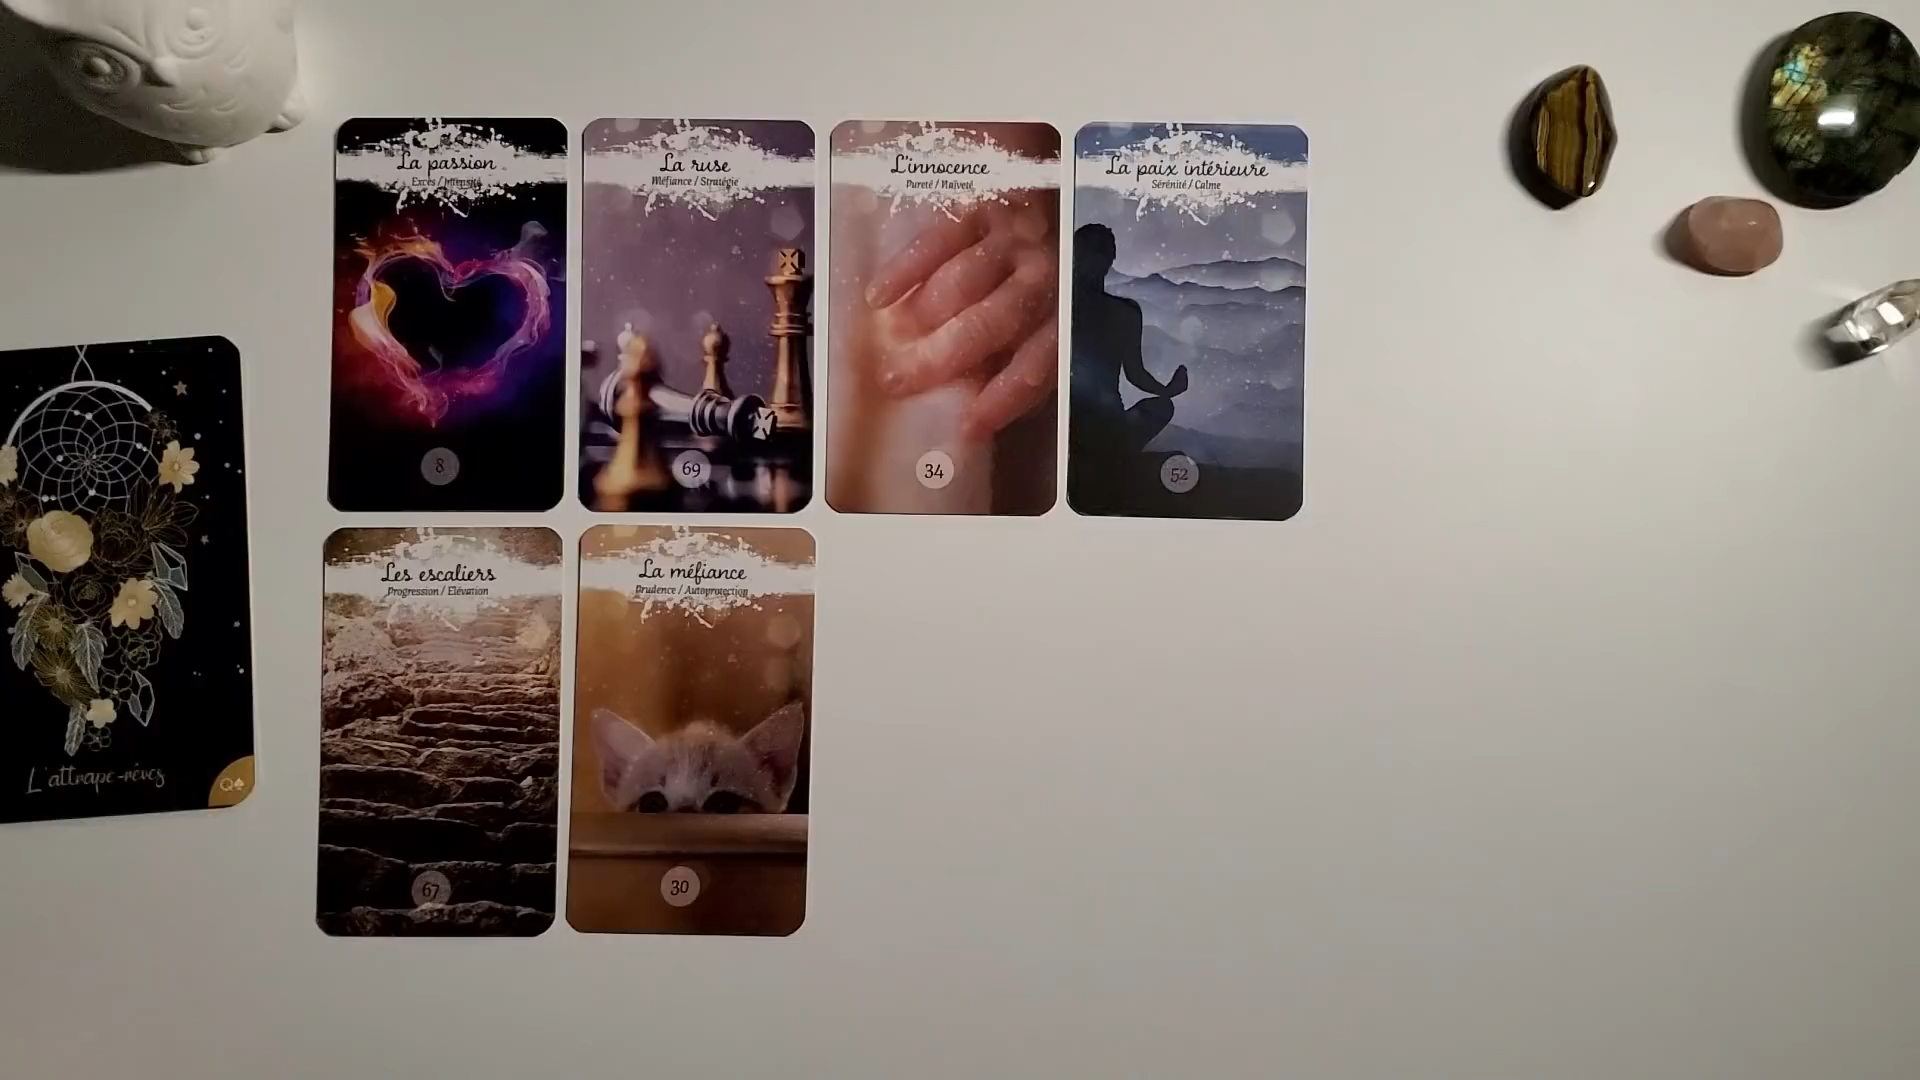 La passion
Excès / Intensité
8
La ruse
Méfiance / Stratégie
69
L'innocence
Pureté / Naïveté
34
La paix intérieure
Sérénité / Calme
52
L'attrape-rêves
Q♠
Les escaliers
Progression / Elévation
67
La méfiance
Prudence / Autoprotection
30